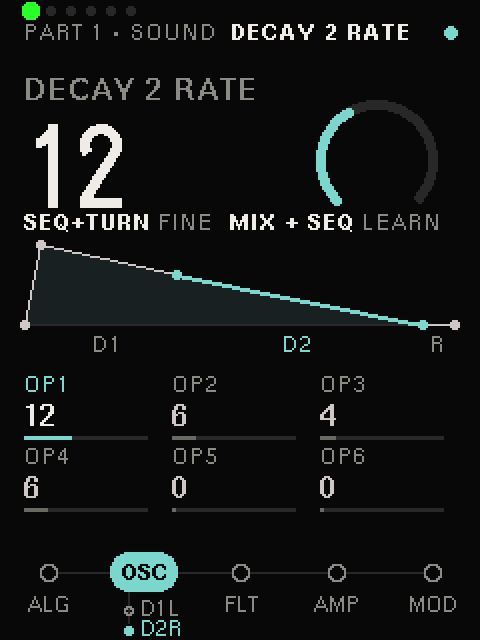 PART 1 · SOUND DECAY 2 RATE
DECAY 2 RATE
12
SEQ+TURN FINE MIX + SEQ LEARN
D1 D2 R
OP1 OP2 OP3
12 6 4
OP4 OP5 OP6
6 0 0
OSC
ALG FLT AMP MOD
D1L
D2R